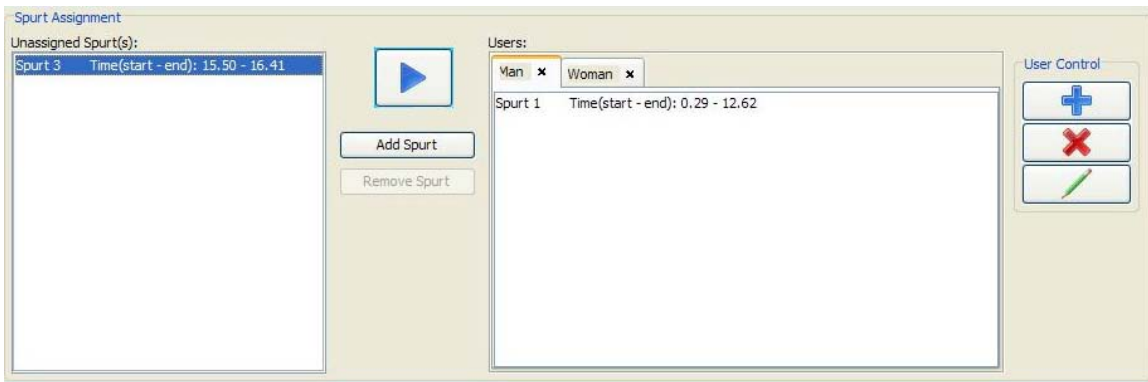 Spurt Assignment
Unassigned Spurt(s):
Spurt 3 Time(start - end): 15.50 - 16.41
Add Spurt
Remove Spurt
Users:
Man Woman
Spurt 1 Time(start - end): 0.29 - 12.62
User Control